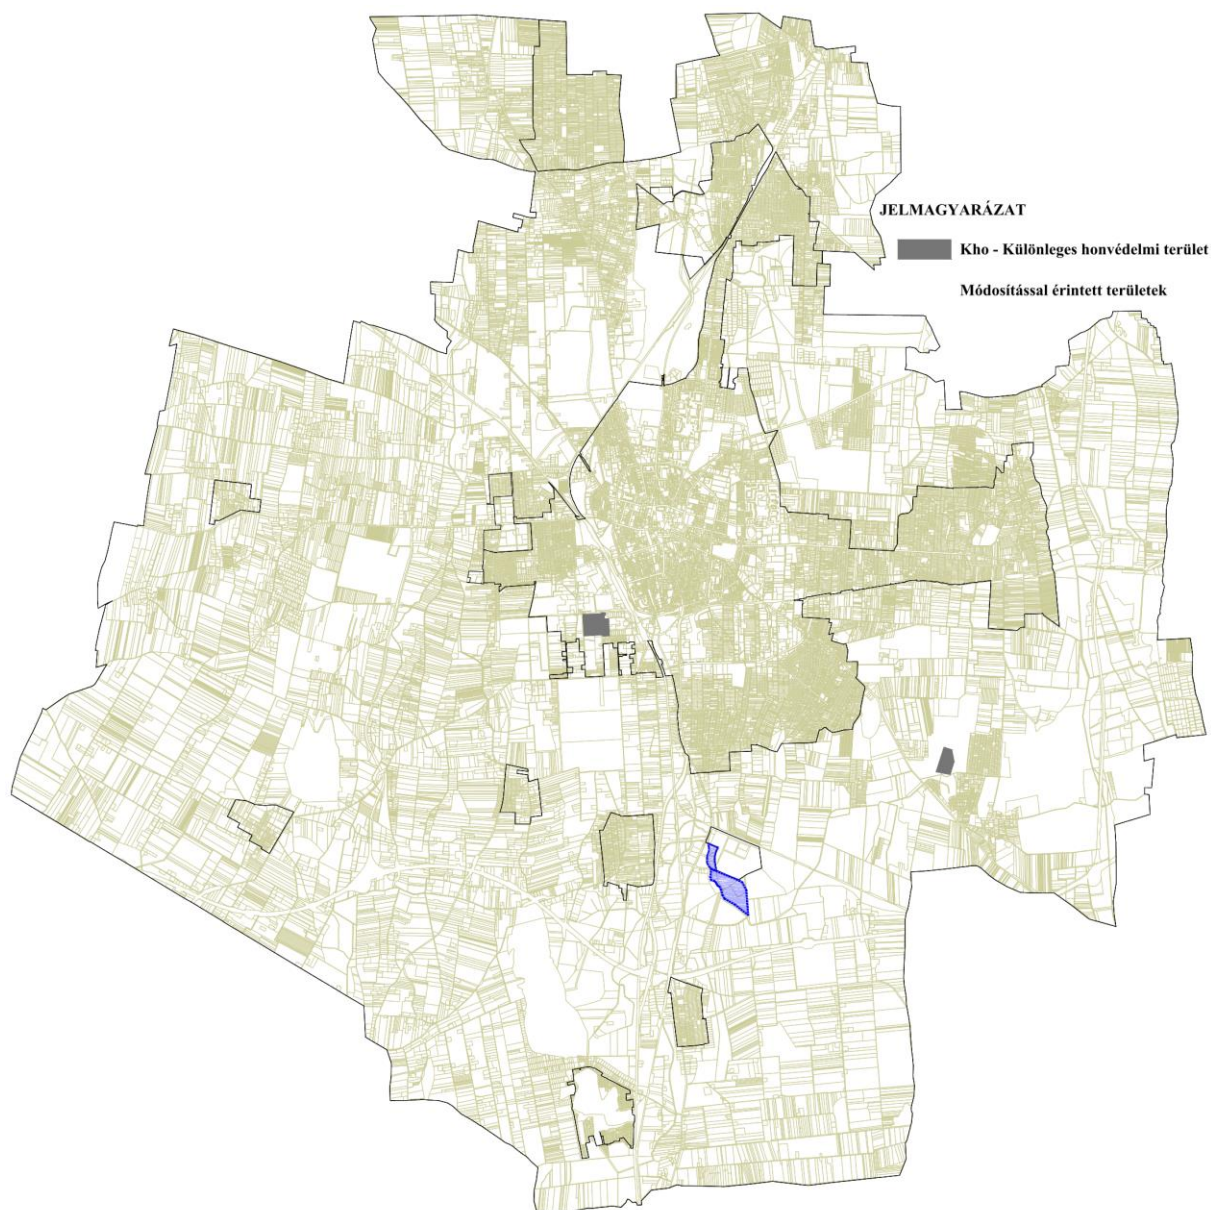 JELMAGYARÁZAT
Kho - Különleges honvédelmi terület
Módosítással érintett területek